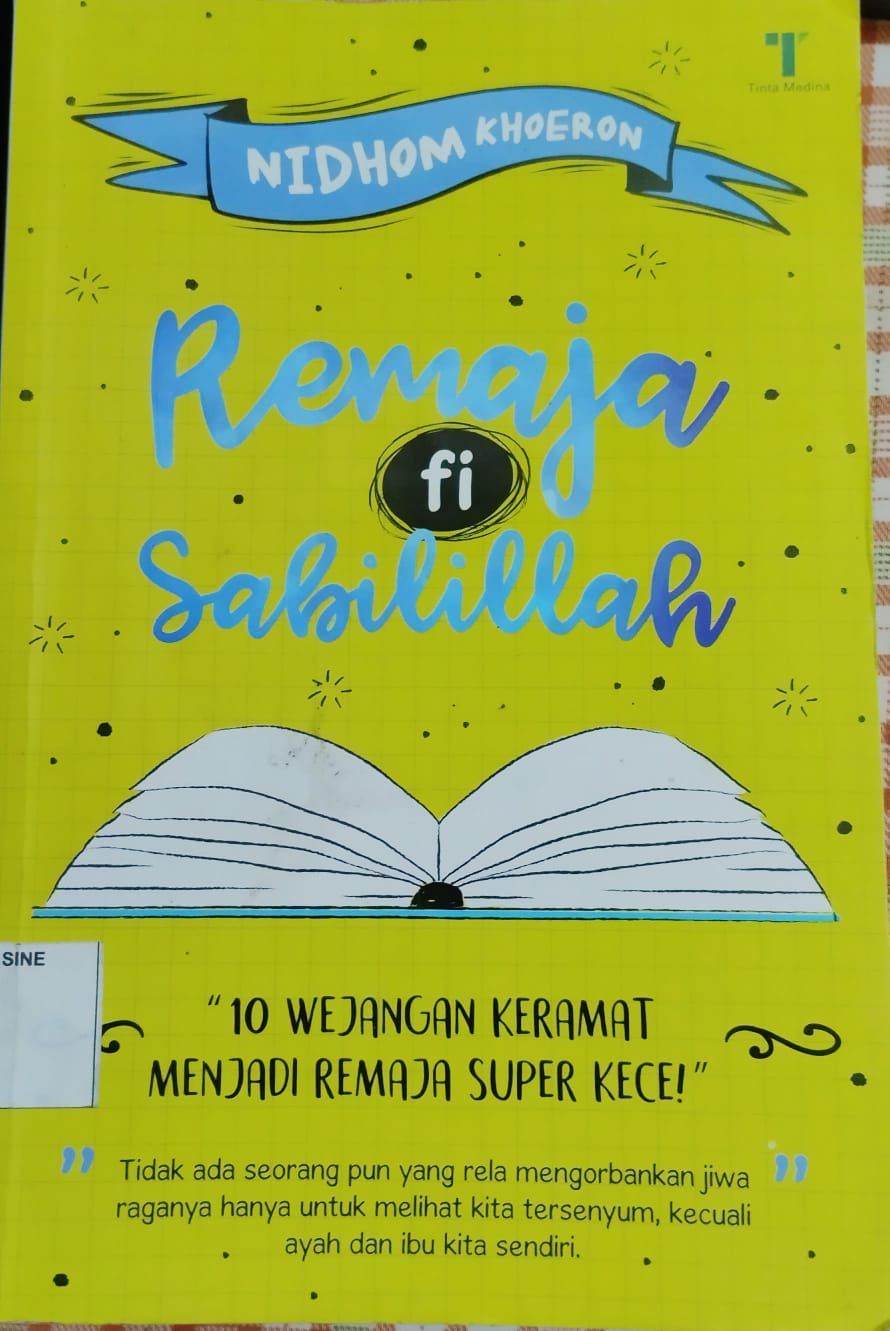 Tinta Medina
NIDHOM KHOERON
Remaja
fi
Sabilillah
SINE
“10 WEJANGAN KERAMAT
MENJADI REMAJA SUPER KECE!”
” Tidak ada seorang pun yang rela mengorbankan jiwa ”
raganya hanya untuk melihat kita tersenyum, kecuali
ayah dan ibu kita sendiri.